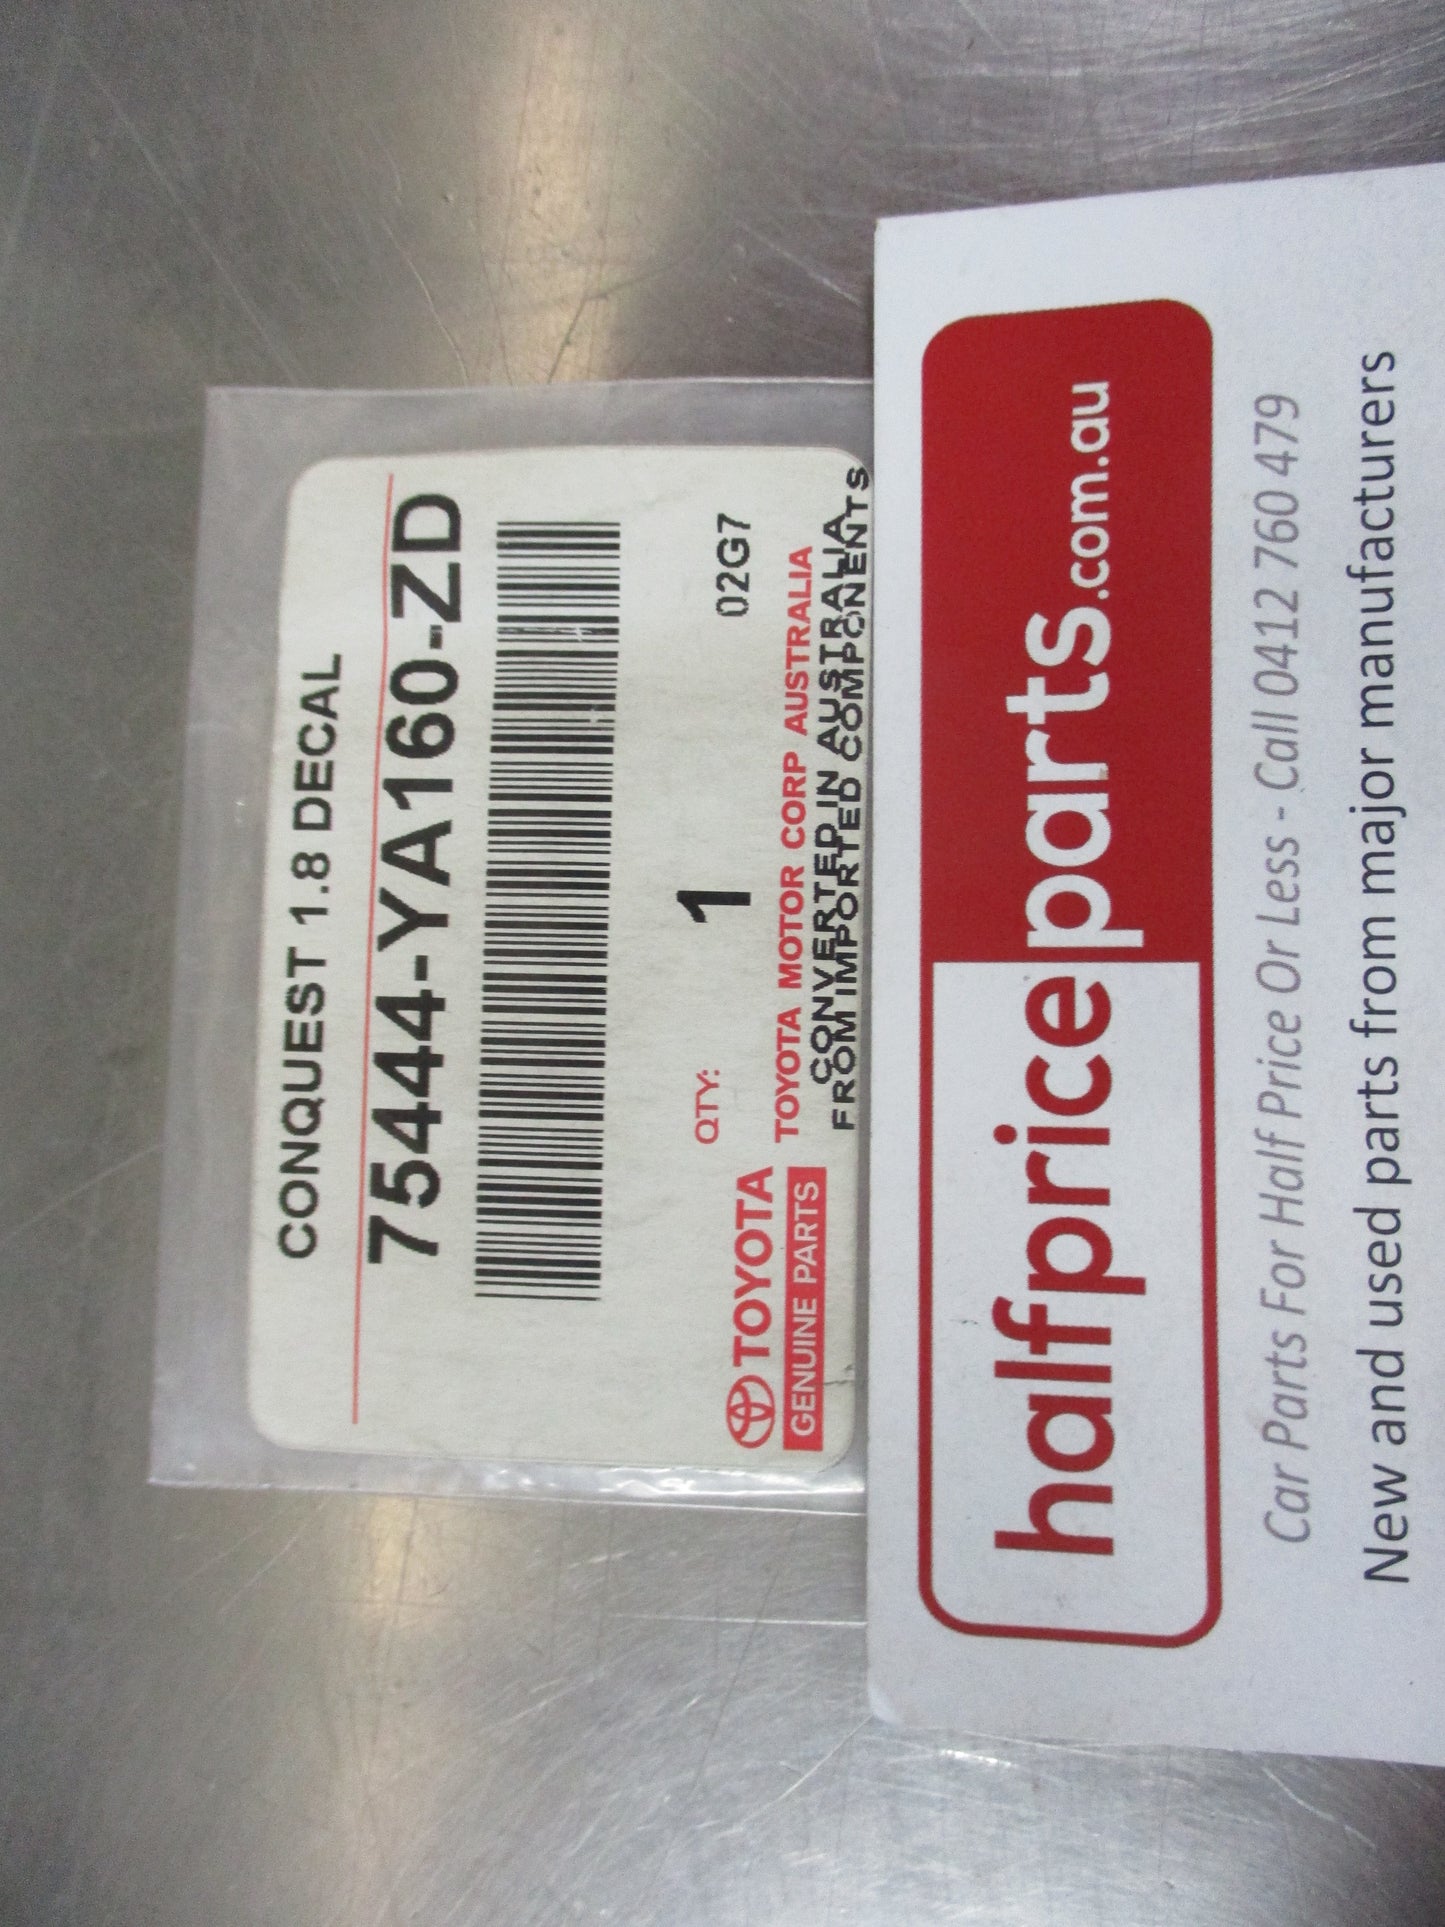 CONQUEST 1.8 DECAL
75444-YA160-ZD
QTY: 1 02G7
TOYOTA
GENUINE PARTS
TOYOTA MOTOR CORP AUSTRALIA
CONVERTED IN AUSTRALIA
FROM IMPORTED COMPONENTS
halfpriceparts.com.au
Car Parts For Half Price Or Less - Call 0412 760 479
New and used parts from major manufacturers